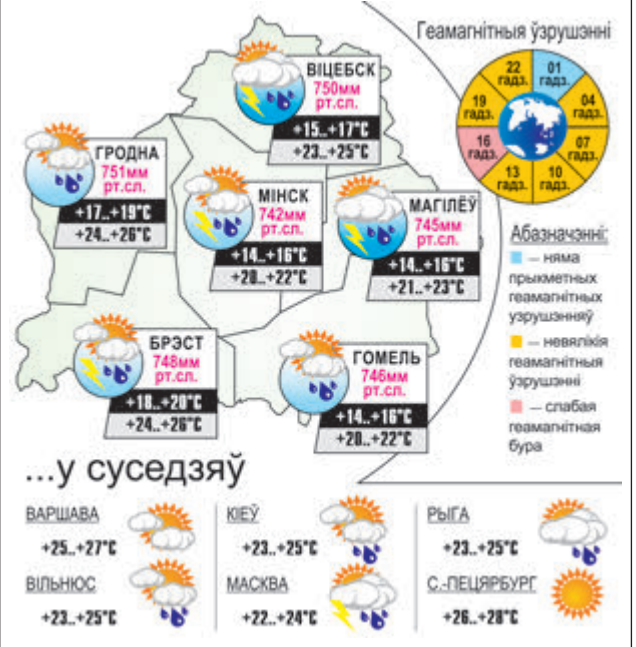 Геамагнітныя ўзрушэнні
22 гадз.
01 гадз.
04 гадз.
07 гадз.
10 гадз.
13 гадз.
16 гадз.
19 гадз.
ВІЦЕБСК
750мм
рт.сл.
+15..+17°C
+23..+25°C
ГРОДНА
751мм
рт.сл.
+17..+19°C
+24..+26°C
МІНСК
742мм
рт.сл.
+14..+16°C
+20..+22°C
МАГІЛЁЎ
745мм
рт.сл.
+14..+16°C
+21..+23°C
БРЭСТ
748мм
рт.сл.
+18..+20°C
+24..+26°C
ГОМЕЛЬ
746мм
рт.сл.
+14..+16°C
+20..+22°C
Абазначэнні:
— няма
прыкметных
геамагнітных
узрушэнняў
— невялікія
геамагнітныя
ўзрушэнні
— слабая
геамагнітная
бура
...у суседзяў
ВАРШАВА
+25..+27°C
КІЕЎ
+23..+25°C
РЫГА
+23..+25°C
ВІЛЬНЮС
+23..+25°C
МАСКВА
+22..+24°C
С.-ПЕЦЯРБУРГ
+26..+28°C